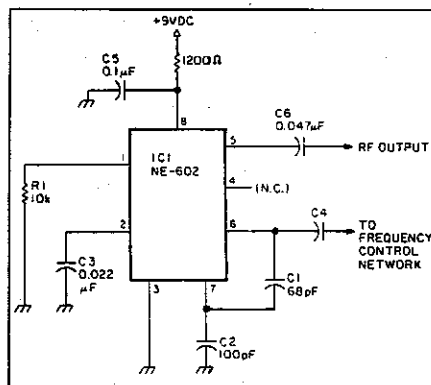 +9VDC
1200Ω
C5
0.1µF
8
C6
0.047µF
5
RF OUTPUT
1
IC1
NE-602
4
(N.C.)
R1
10k
2
6
C4
TO
FREQUENCY
CONTROL
NETWORK
C3
0.022
µF
C1
68pF
3
7
C2
100pF